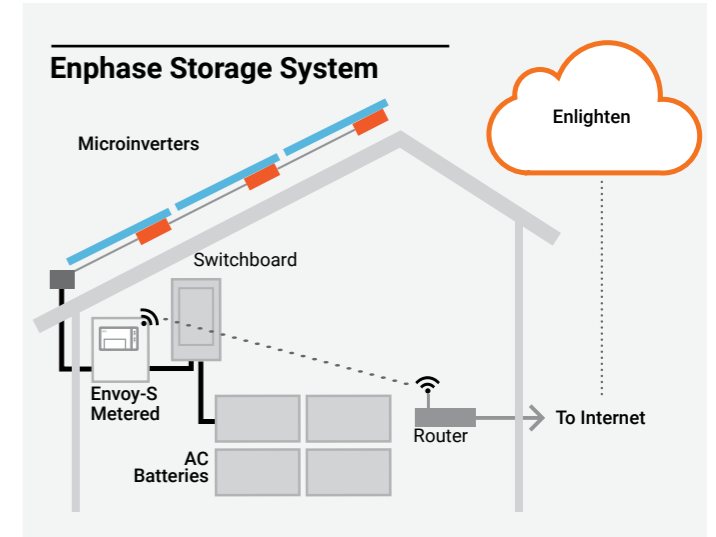 Enphase Storage System
Enlighten
Microinverters
Switchboard
Envoy-S
Metered
To Internet
Router
AC
Batteries